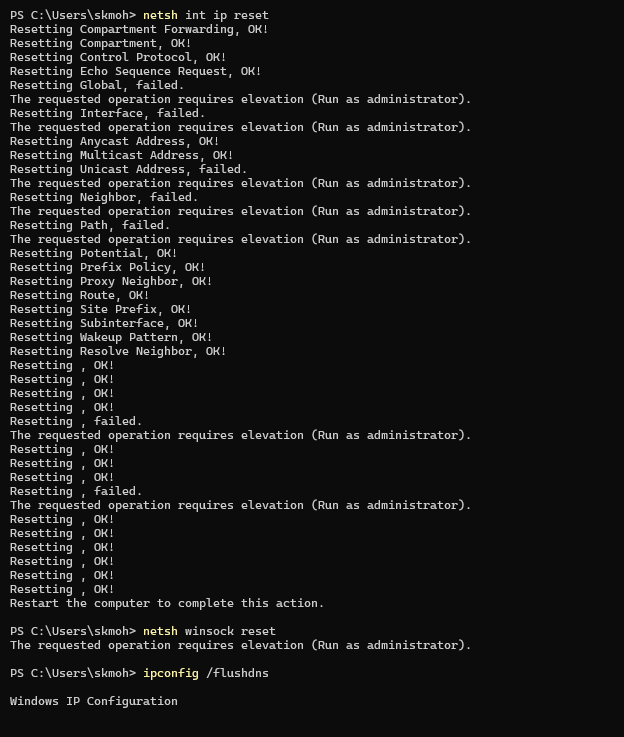 PS C:\Users\skmoh> netsh int ip reset
Resetting Compartment Forwarding, OK!
Resetting Compartment, OK!
Resetting Control Protocol, OK!
Resetting Echo Sequence Request, OK!
Resetting Global, failed.
The requested operation requires elevation (Run as administrator).
Resetting Interface, failed.
The requested operation requires elevation (Run as administrator).
Resetting Anycast Address, OK!
Resetting Multicast Address, OK!
Resetting Unicast Address, failed.
The requested operation requires elevation (Run as administrator).
Resetting Neighbor, failed.
The requested operation requires elevation (Run as administrator).
Resetting Path, failed.
The requested operation requires elevation (Run as administrator).
Resetting Potential, OK!
Resetting Prefix Policy, OK!
Resetting Proxy Neighbor, OK!
Resetting Route, OK!
Resetting Site Prefix, OK!
Resetting Subinterface, OK!
Resetting Wakeup Pattern, OK!
Resetting Resolve Neighbor, OK!
Resetting , OK!
Resetting , OK!
Resetting , OK!
Resetting , OK!
Resetting , failed.
The requested operation requires elevation (Run as administrator).
Resetting , OK!
Resetting , OK!
Resetting , OK!
Resetting , failed.
The requested operation requires elevation (Run as administrator).
Resetting , OK!
Resetting , OK!
Resetting , OK!
Resetting , OK!
Resetting , OK!
Resetting , OK!
Restart the computer to complete this action.

PS C:\Users\skmoh> netsh winsock reset
The requested operation requires elevation (Run as administrator).

PS C:\Users\skmoh> ipconfig /flushdns

Windows IP Configuration